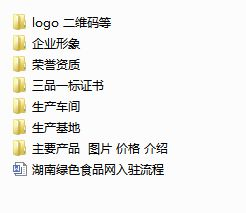 logo 二维码等
企业形象
荣誉资质
三品一标证书
生产车间
生产基地
主要产品 图片 价格 介绍
湖南绿色食品网入驻流程